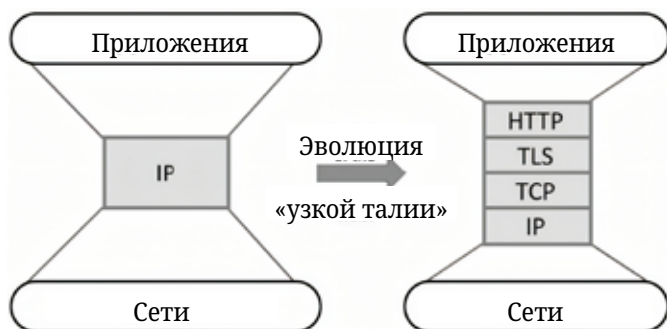 Приложения
IP
Сети
Эволюция
«узкой талии»
Приложения
HTTP
TLS
TCP
IP
Сети